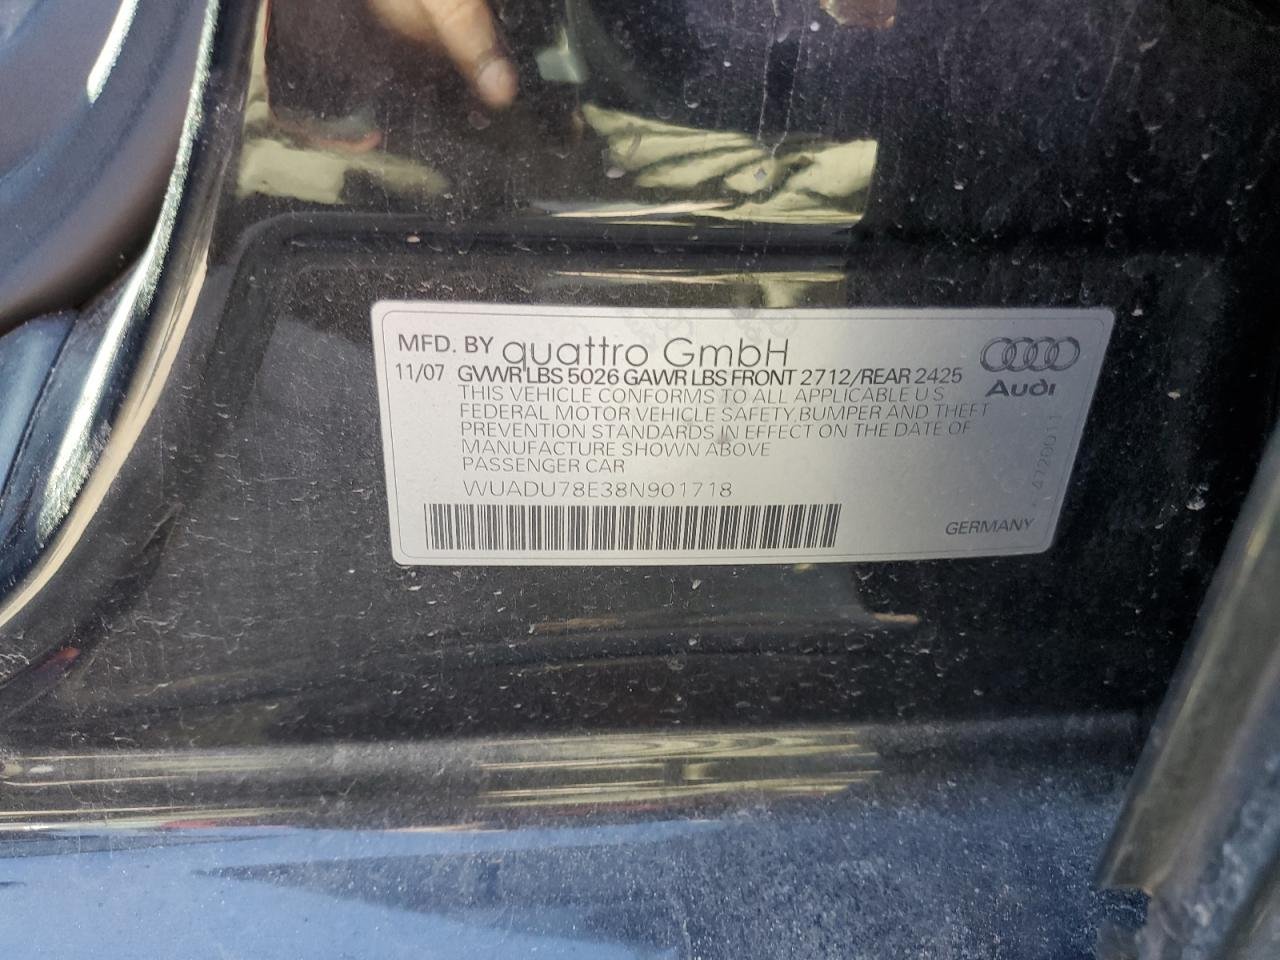 MFD. BY quattro GmbH
11/07 GVWR LBS 5026 GAWR LBS FRONT 2712/REAR 2425
Audi
THIS VEHICLE CONFORMS TO ALL APPLICABLE U S
FEDERAL MOTOR VEHICLE SAFETY, BUMPER AND THEFT
PREVENTION STANDARDS IN EFFECT ON THE DATE OF
MANUFACTURE SHOWN ABOVE
PASSENGER CAR
WUADU78E38N901718
GERMANY